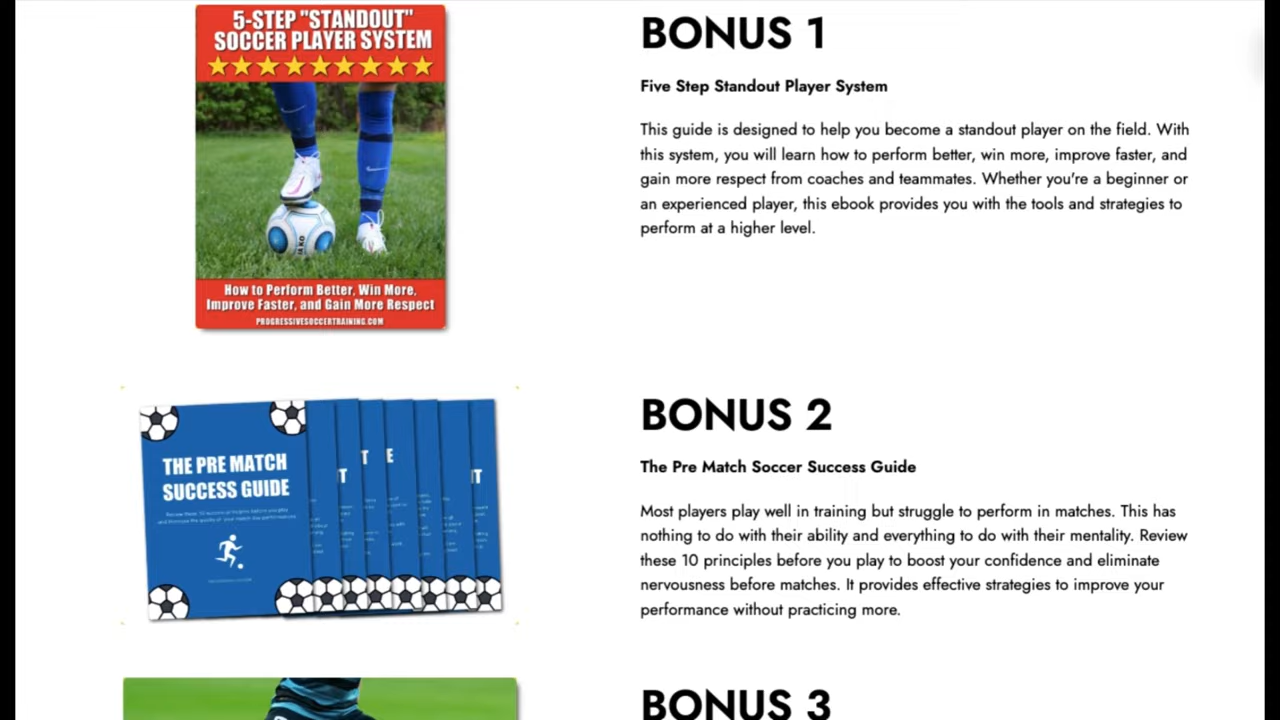 5-STEP "STANDOUT"
SOCCER PLAYER SYSTEM
How to Perform Better, Win More,
Improve Faster, and Gain More Respect
PROGRESSIVESOCCERTRAINING.COM
BONUS 1
Five Step Standout Player System
This guide is designed to help you become a standout player on the field. With
this system, you will learn how to perform better, win more, improve faster, and
gain more respect from coaches and teammates. Whether you're a beginner or
an experienced player, this ebook provides you with the tools and strategies to
perform at a higher level.
THE PRE MATCH
SUCCESS GUIDE
BONUS 2
The Pre Match Soccer Success Guide
Most players play well in training but struggle to perform in matches. This has
nothing to do with their ability and everything to do with their mentality. Review
these 10 principles before you play to boost your confidence and eliminate
nervousness before matches. It provides effective strategies to improve your
performance without practicing more.
BONUS 3